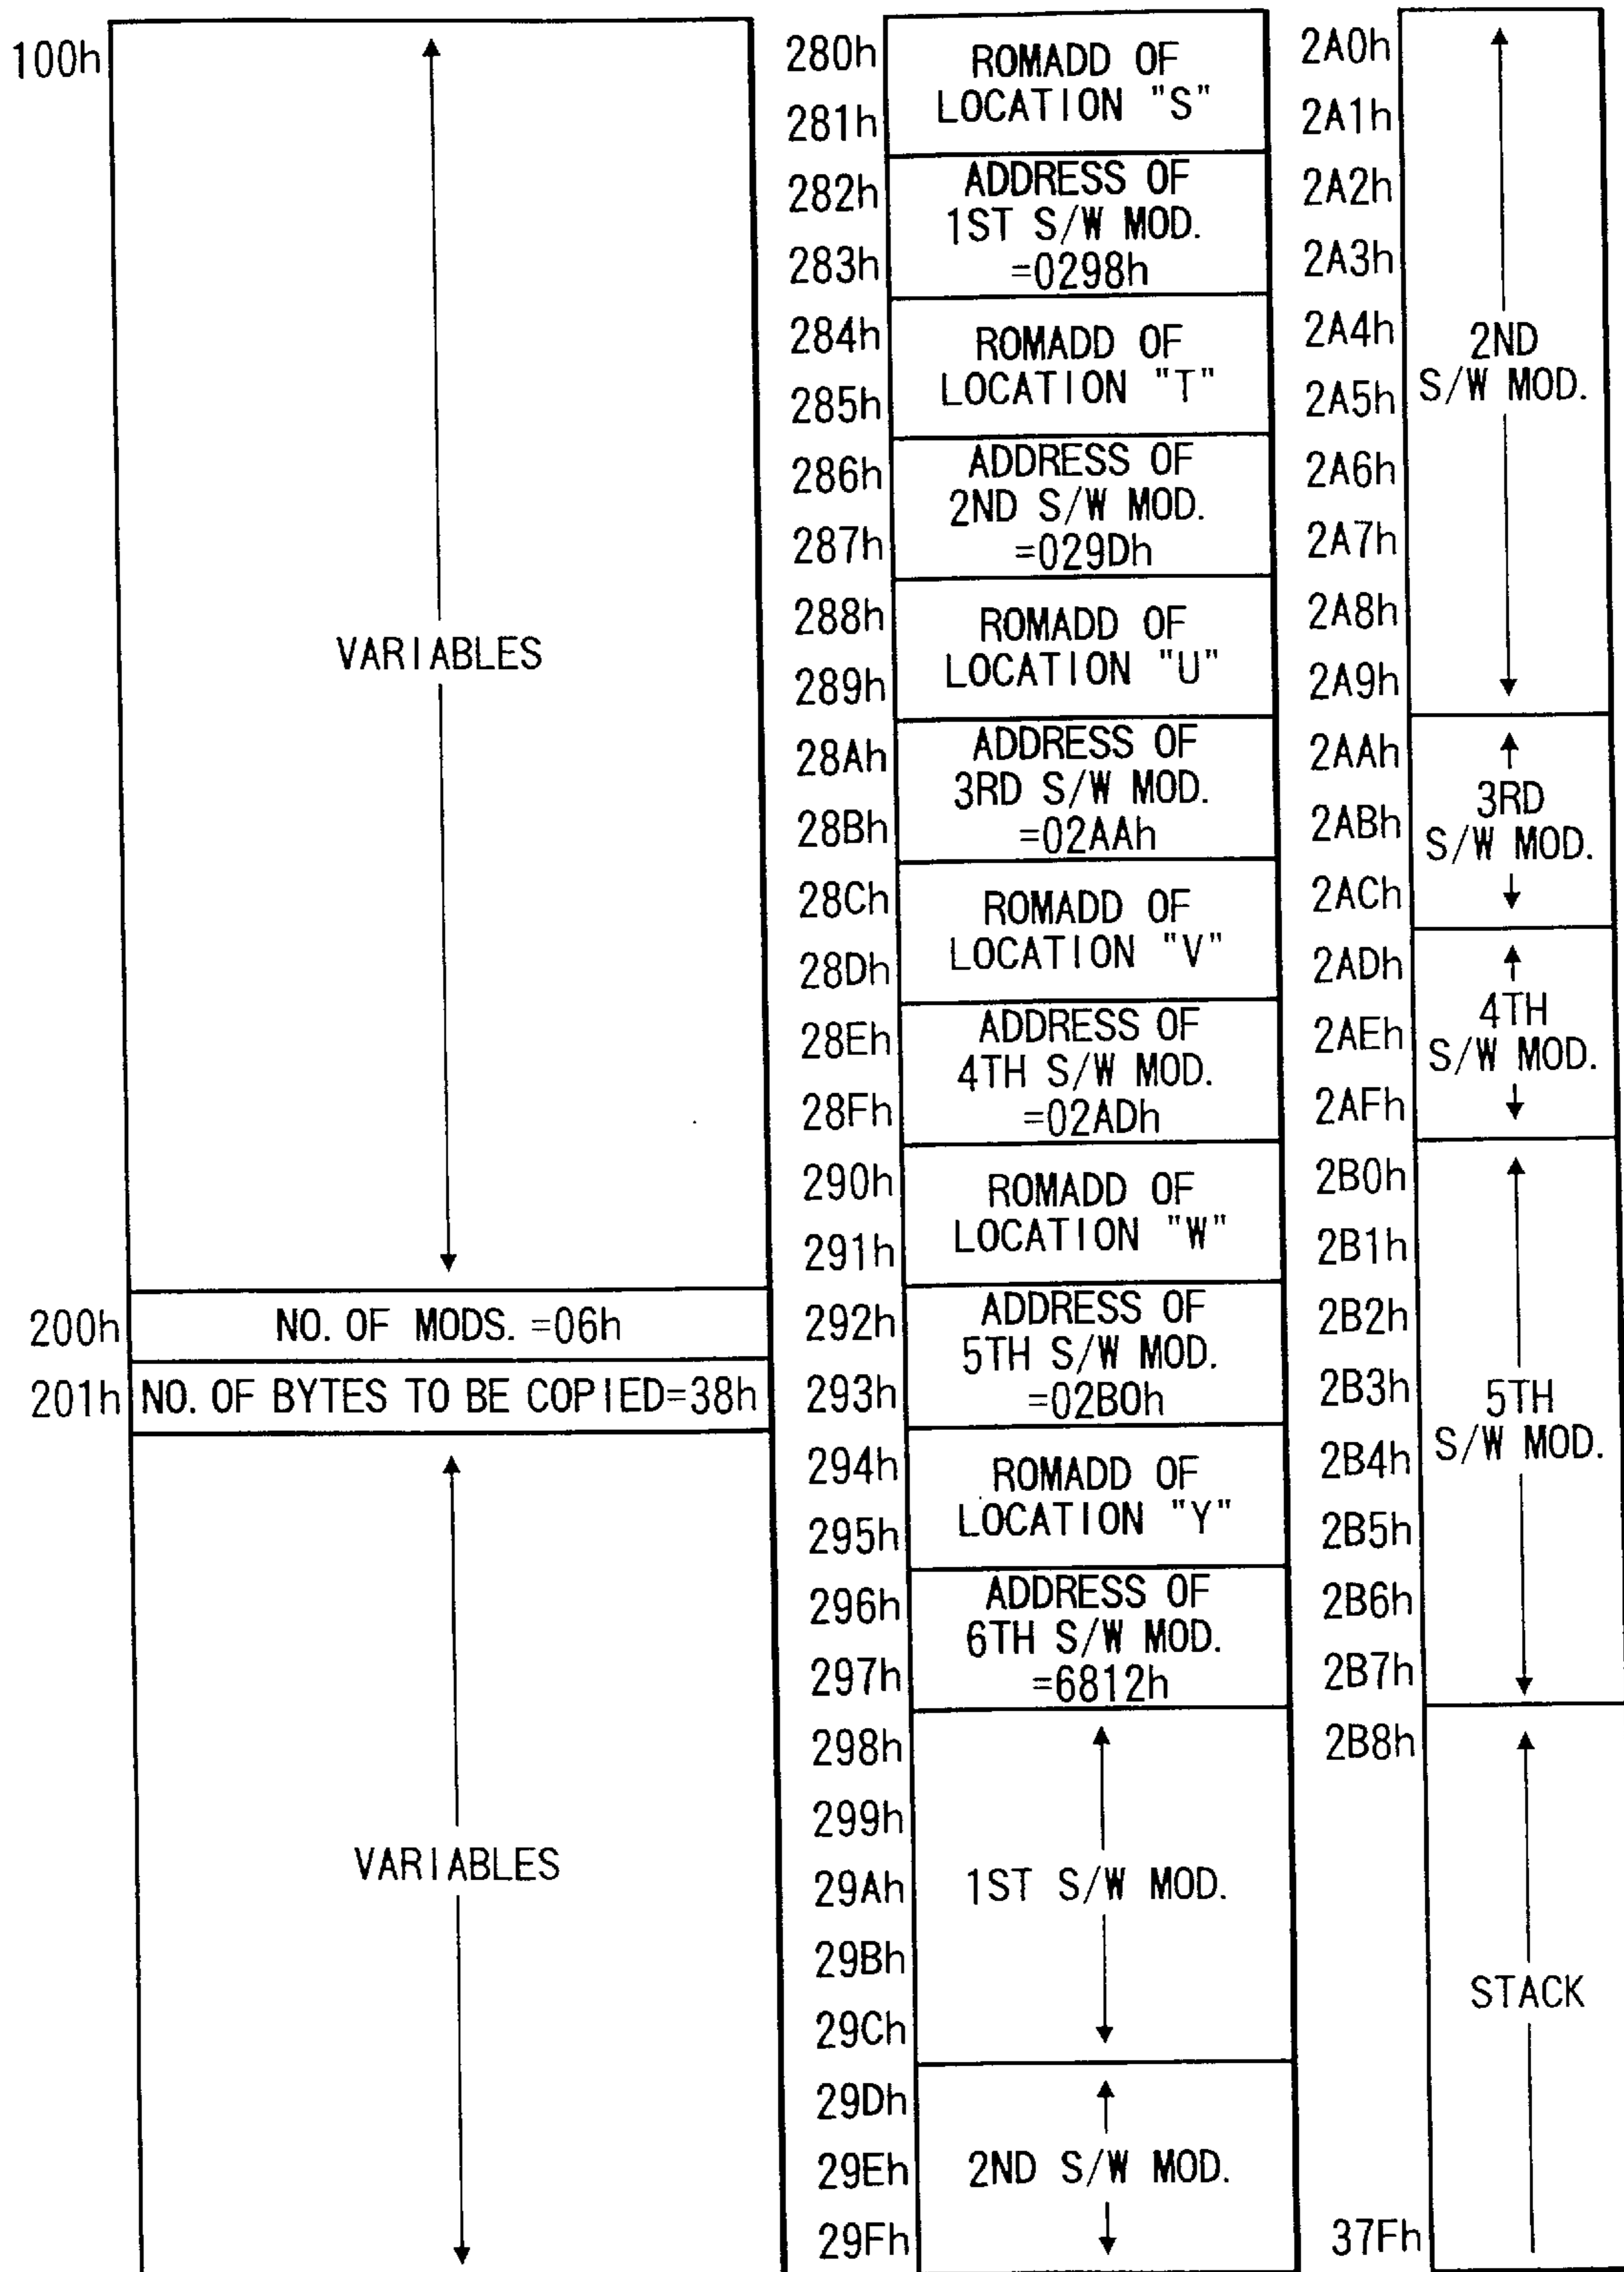 100h
VARIABLES
200h
NO. OF MODS. =06h
201h
NO. OF BYTES TO BE COPIED=38h
VARIABLES
280h
281h
ROMADD OF
LOCATION "S"
282h
283h
ADDRESS OF
1ST S/W MOD.
=0298h
284h
285h
ROMADD OF
LOCATION "T"
286h
287h
ADDRESS OF
2ND S/W MOD.
=029Dh
288h
289h
ROMADD OF
LOCATION "U"
28Ah
28Bh
ADDRESS OF
3RD S/W MOD.
=02AAh
28Ch
28Dh
ROMADD OF
LOCATION "V"
28Eh
28Fh
ADDRESS OF
4TH S/W MOD.
=02ADh
290h
291h
ROMADD OF
LOCATION "W"
292h
293h
ADDRESS OF
5TH S/W MOD.
=02B0h
294h
295h
ROMADD OF
LOCATION "Y"
296h
297h
ADDRESS OF
6TH S/W MOD.
=6812h
298h
299h
29Ah
29Bh
29Ch
1ST S/W MOD.
29Dh
29Eh
29Fh
2ND S/W MOD.
2A0h
2A1h
2A2h
2A3h
2A4h
2A5h
2A6h
2A7h
2A8h
2A9h
2ND
S/W MOD.
2AAh
2ABh
2ACh
3RD
S/W MOD.
2ADh
2AEh
2AFh
4TH
S/W MOD.
2B0h
2B1h
2B2h
2B3h
2B4h
2B5h
2B6h
2B7h
5TH
S/W MOD.
2B8h
STACK
37Fh